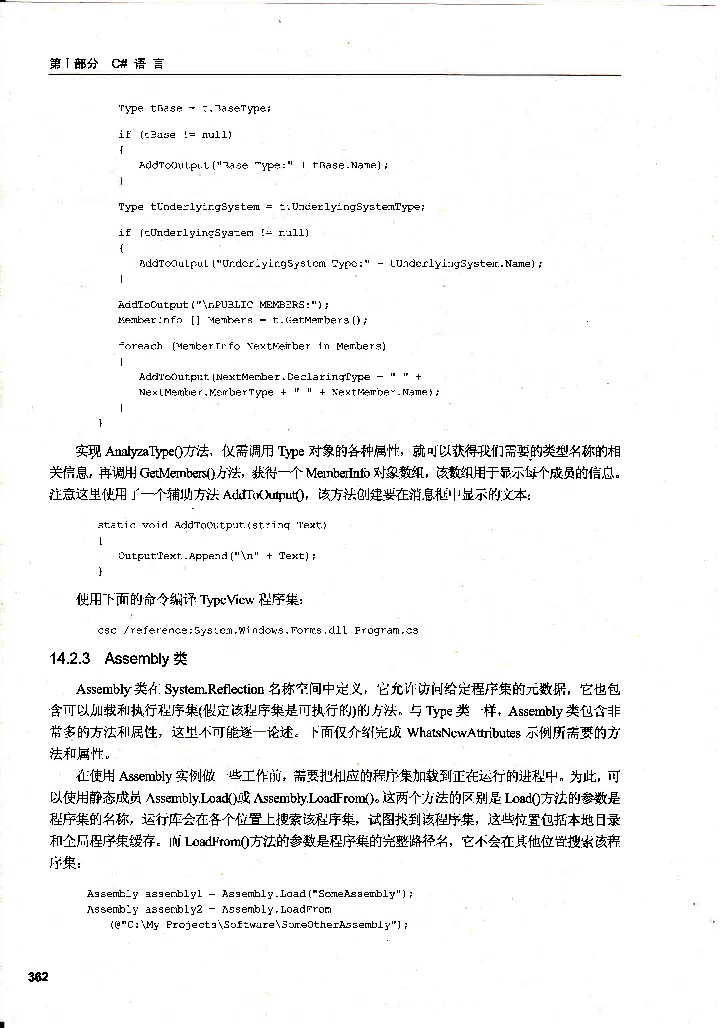 第Ⅰ部分 C# 语 言
Type tBase = t.BaseType;
if (tBase != null)
{
AddToOutput("Base Type:" + tBase.Name);
}
Type tUnderlyingSystem = t.UnderlyingSystemType;
if (tUnderlyingSystem != null)
{
AddToOutput("UnderlyingSystem Type:" + tUnderlyingSystem.Name);
}
AddToOutput("\nPUBLIC MEMBERS:");
MemberInfo [] Members = t.GetMembers();
foreach (MemberInfo NextMember in Members)
{
AddToOutput(NextMember.DeclaringType + " " +
NextMember.MemberType + " " + NextMember.Name);
}
}
实现 AnalyzaType()方法，仅需调用 Type 对象的各种属性，就可以获得我们需要的类型名称的相
关信息，再调用 GetMembers()方法，获得一个 MemberInfo 对象数组，该数组用于显示每个成员的信息。
注意这里使用了一个辅助方法 AddToOutput()，该方法创建要在消息框中显示的文本：
static void AddToOutput(string Text)
{
OutputText.Append("\n" + Text);
}
使用下面的命令编译 TypeView 程序集：
csc /reference:System.Windows.Forms.dll Program.cs
14.2.3 Assembly 类
Assembly 类在 System.Reflection 名称空间中定义，它允许访问给定程序集的元数据，它也包
含可以加载和执行程序集(假定该程序集是可执行的)的方法。与 Type 类一样，Assembly 类包含非
常多的方法和属性，这里不可能逐一论述。下面仅介绍完成 WhatsNewAttributes 示例所需要的方
法和属性。
在使用 Assembly 实例做一些工作前，需要把相应的程序集加载到正在运行的进程中。为此，可
以使用静态成员 Assembly.Load()或 Assembly.LoadFrom()。这两个方法的区别是 Load()方法的参数是
程序集的名称，运行库会在各个位置上搜索该程序集，试图找到该程序集，这些位置包括本地目录
和全局程序集缓存。而 LoadFrom()方法的参数是程序集的完整路径名，它不会在其他位置搜索该程
序集：
Assembly assembly1 = Assembly.Load("SomeAssembly");
Assembly assembly2 = Assembly.LoadFrom
(@"C:\My Projects\Software\SomeOtherAssembly");
362